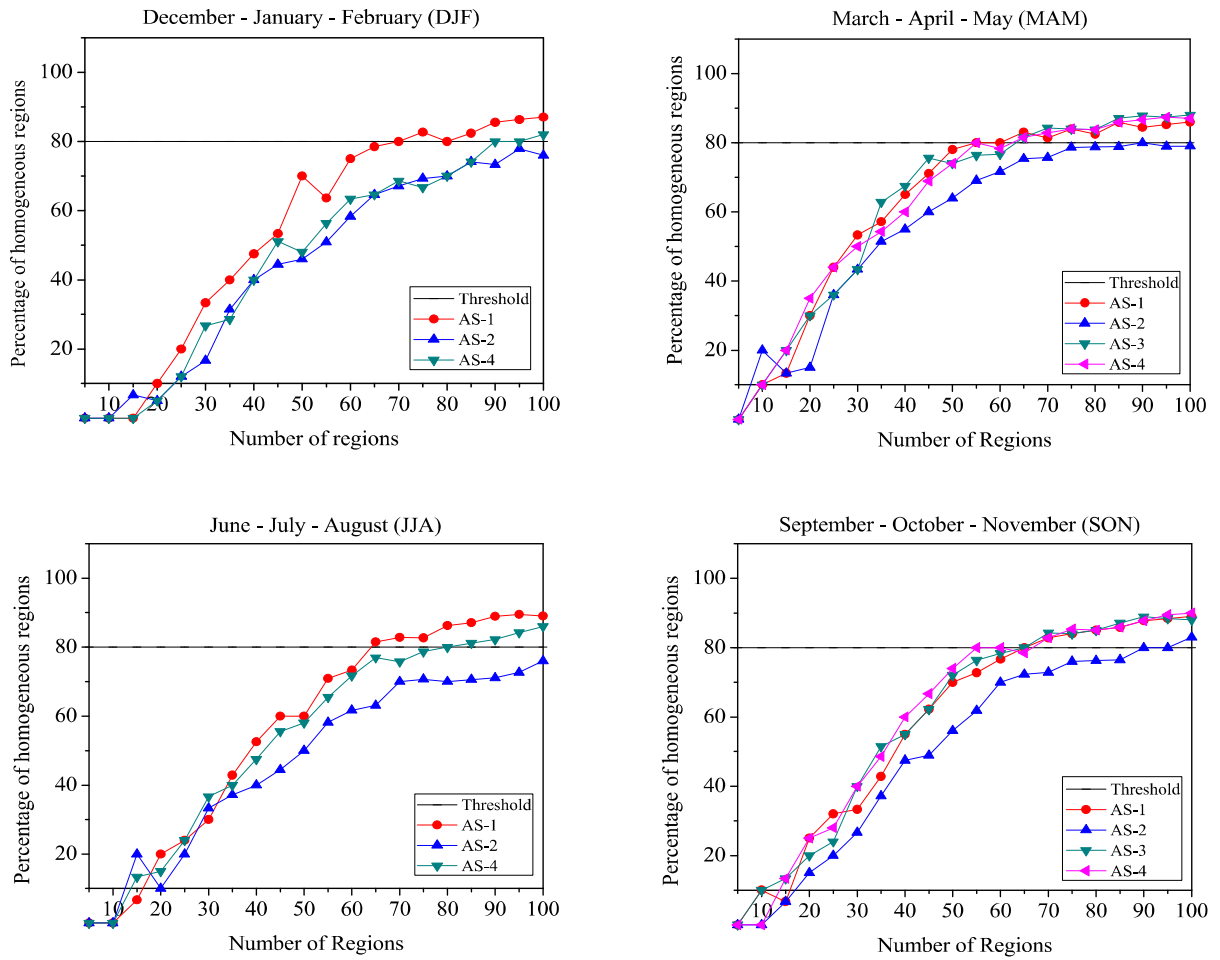 December - January - February (DJF)
Percentage of homogeneous regions
100
80
60
40
20
Threshold
AS-1
AS-2
AS-4
10 20 30 40 50 60 70 80 90 100
Number of regions
March - April - May (MAM)
Percentage of homogeneous regions
100
80
60
40
20
Threshold
AS-1
AS-2
AS-3
AS-4
10 20 30 40 50 60 70 80 90 100
Number of Regions
June - July - August (JJA)
Percentage of homogeneous regions
100
80
60
40
20
Threshold
AS-1
AS-2
AS-4
10 20 30 40 50 60 70 80 90 100
Number of Regions
September - October - November (SON)
Percentage of homogeneous regions
100
80
60
40
20
Threshold
AS-1
AS-2
AS-3
AS-4
10 20 30 40 50 60 70 80 90 100
Number of Regions